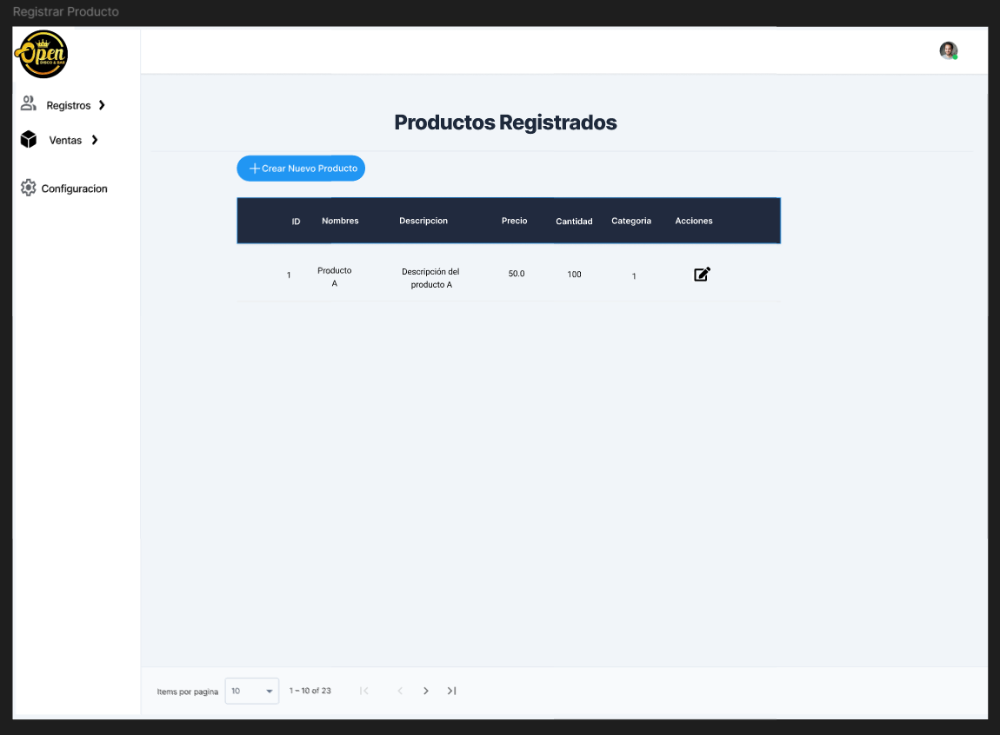 Registrar Producto
Open
DISCO & BAR
Registros
Ventas
Configuracion
Productos Registrados
Crear Nuevo Producto
ID Nombres Descripcion Precio Cantidad Categoria Acciones
1 Producto A Descripción del producto A 50.0 100 1
Items por pagina 10 1 – 10 of 23